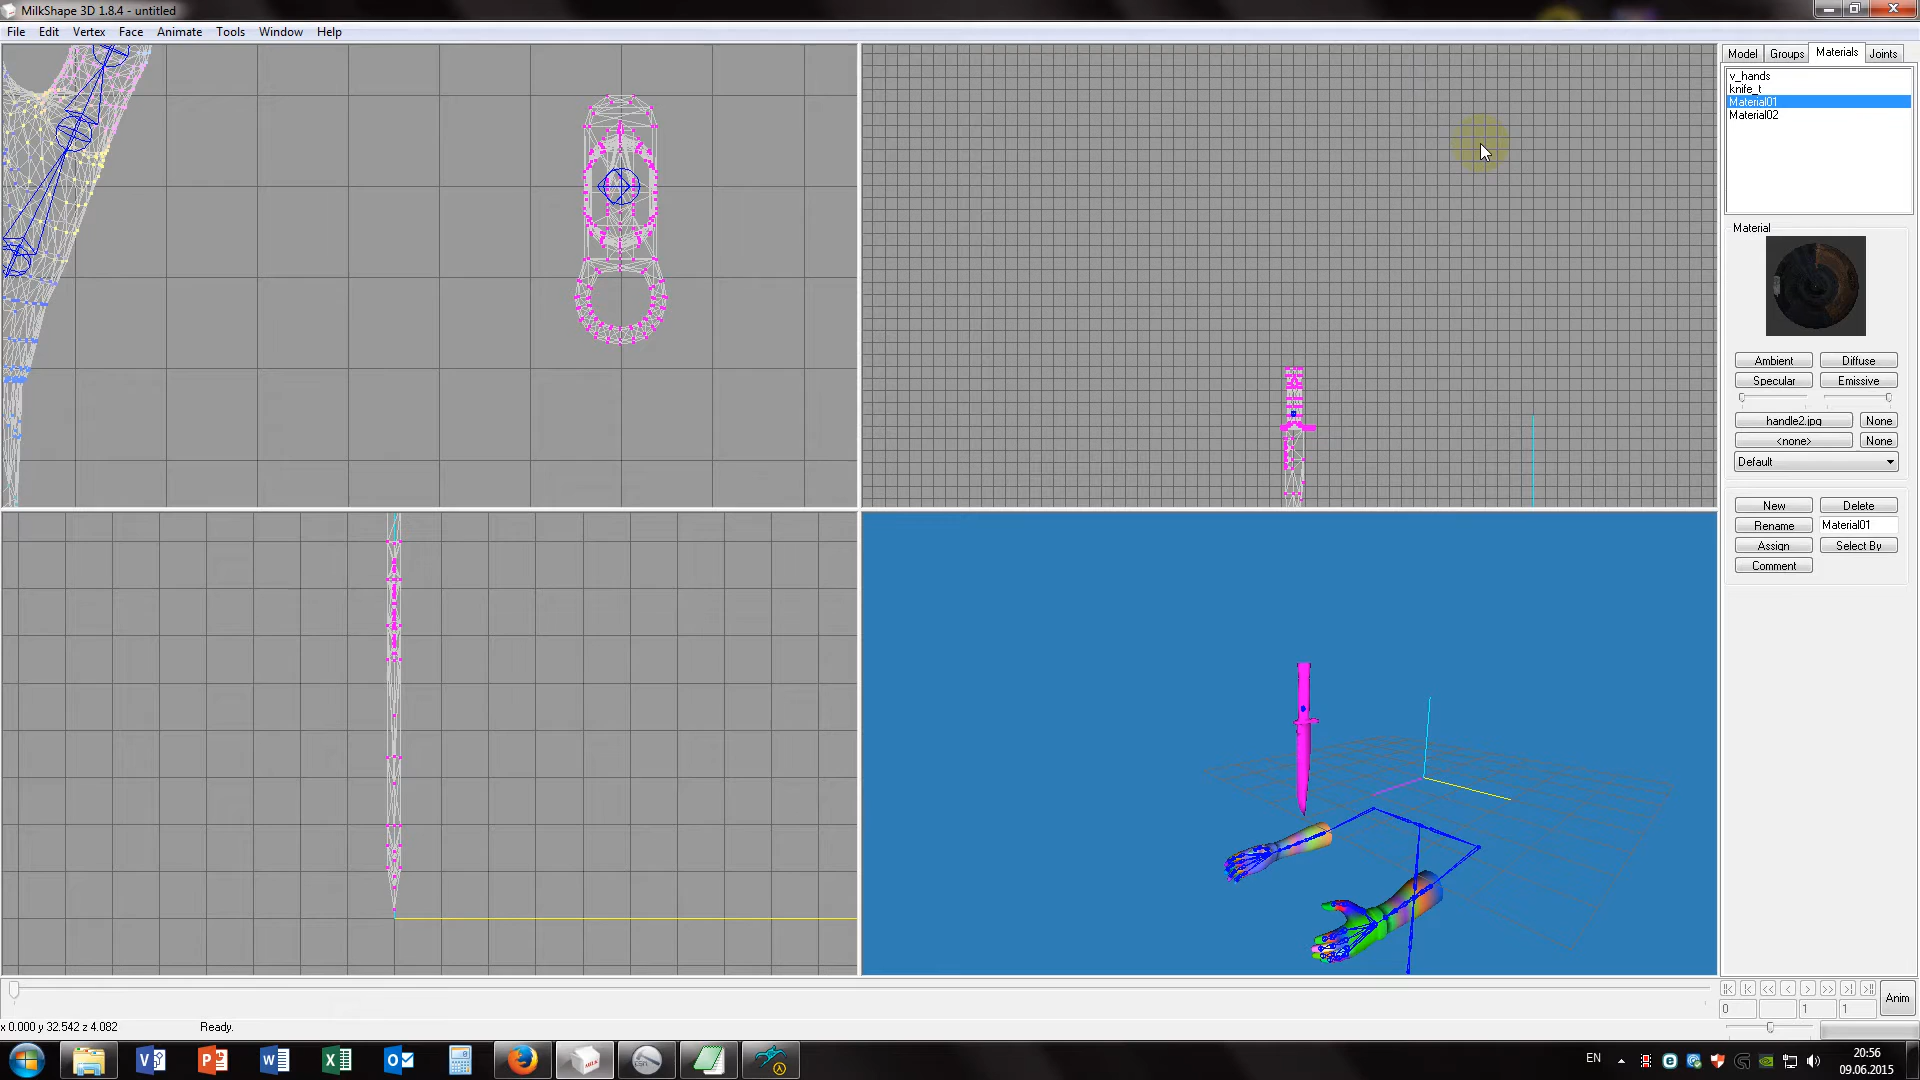 MilkShape 3D 1.8.4 - untitled
File Edit Vertex Face Animate Tools Window Help
Model Groups Materials Joints
v_hands
knife_t
Material01
Material02
Material
Ambient Diffuse
Specular Emissive
handle2.jpg None
<none> None
Default
New Delete
Rename Material01
Assign Select By
Comment
Anim
0 1 1
x 0.000 y 32.542 z 4.082 Ready.
EN
20:56
09.06.2015